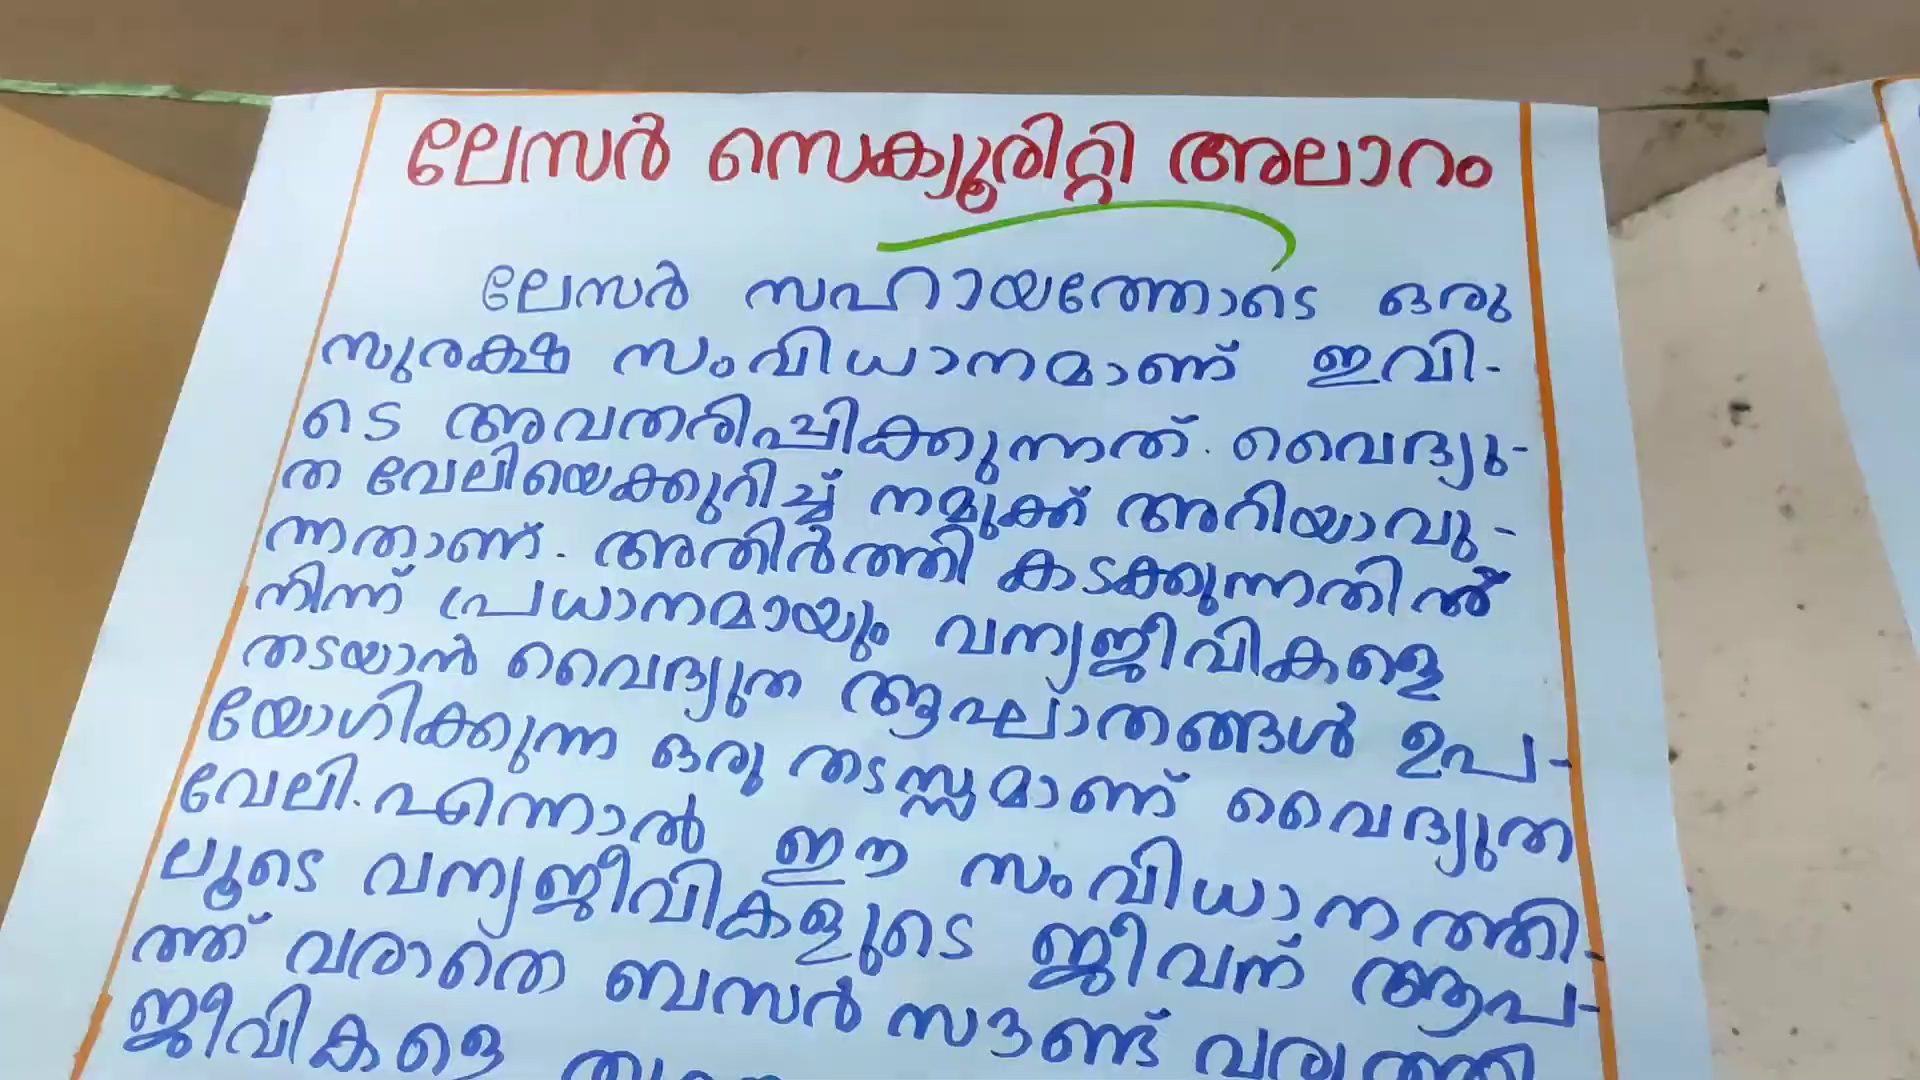 ലേസർ സെക്യൂരിറ്റി അലാറം
ലേസർ സഹായത്തോടെ ഒരു
സുരക്ഷ സംവിധാനമാണ് ഇവി-
ടെ അവതരിപ്പിക്കുന്നത്. വൈദ്യു-
ത വേലിയെക്കുറിച്ച് നമുക്ക് അറിയാവു-
ന്നതാണ്. അതിർത്തി കടക്കുന്നതിൽ
നിന്ന് പ്രധാനമായും വന്യജീവികളെ
തടയാൻ വൈദ്യുത ആഘാതങ്ങൾ ഉപ-
യോഗിക്കുന്ന ഒരു തടസ്സമാണ് വൈദ്യുത
വേലി. എന്നാൽ ഈ സംവിധാനത്തി-
ലൂടെ വന്യജീവികളുടെ ജീവന് ആപ-
ത്ത് വരാതെ ബസർ സൗണ്ട് വരുത്തി
ജീവികളെ